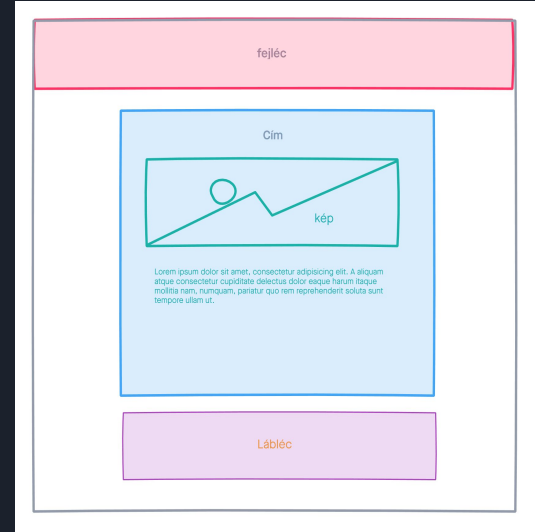 fejléc
Cím
kép
Lorem ipsum dolor sit amet, consectetur adipisicing elit. A aliquam
atque consectetur cupiditate delectus dolor eaque harum itaque
mollitia nam, numquam, pariatur quo rem reprehenderit soluta sunt
tempore ullam ut.
Lábléc